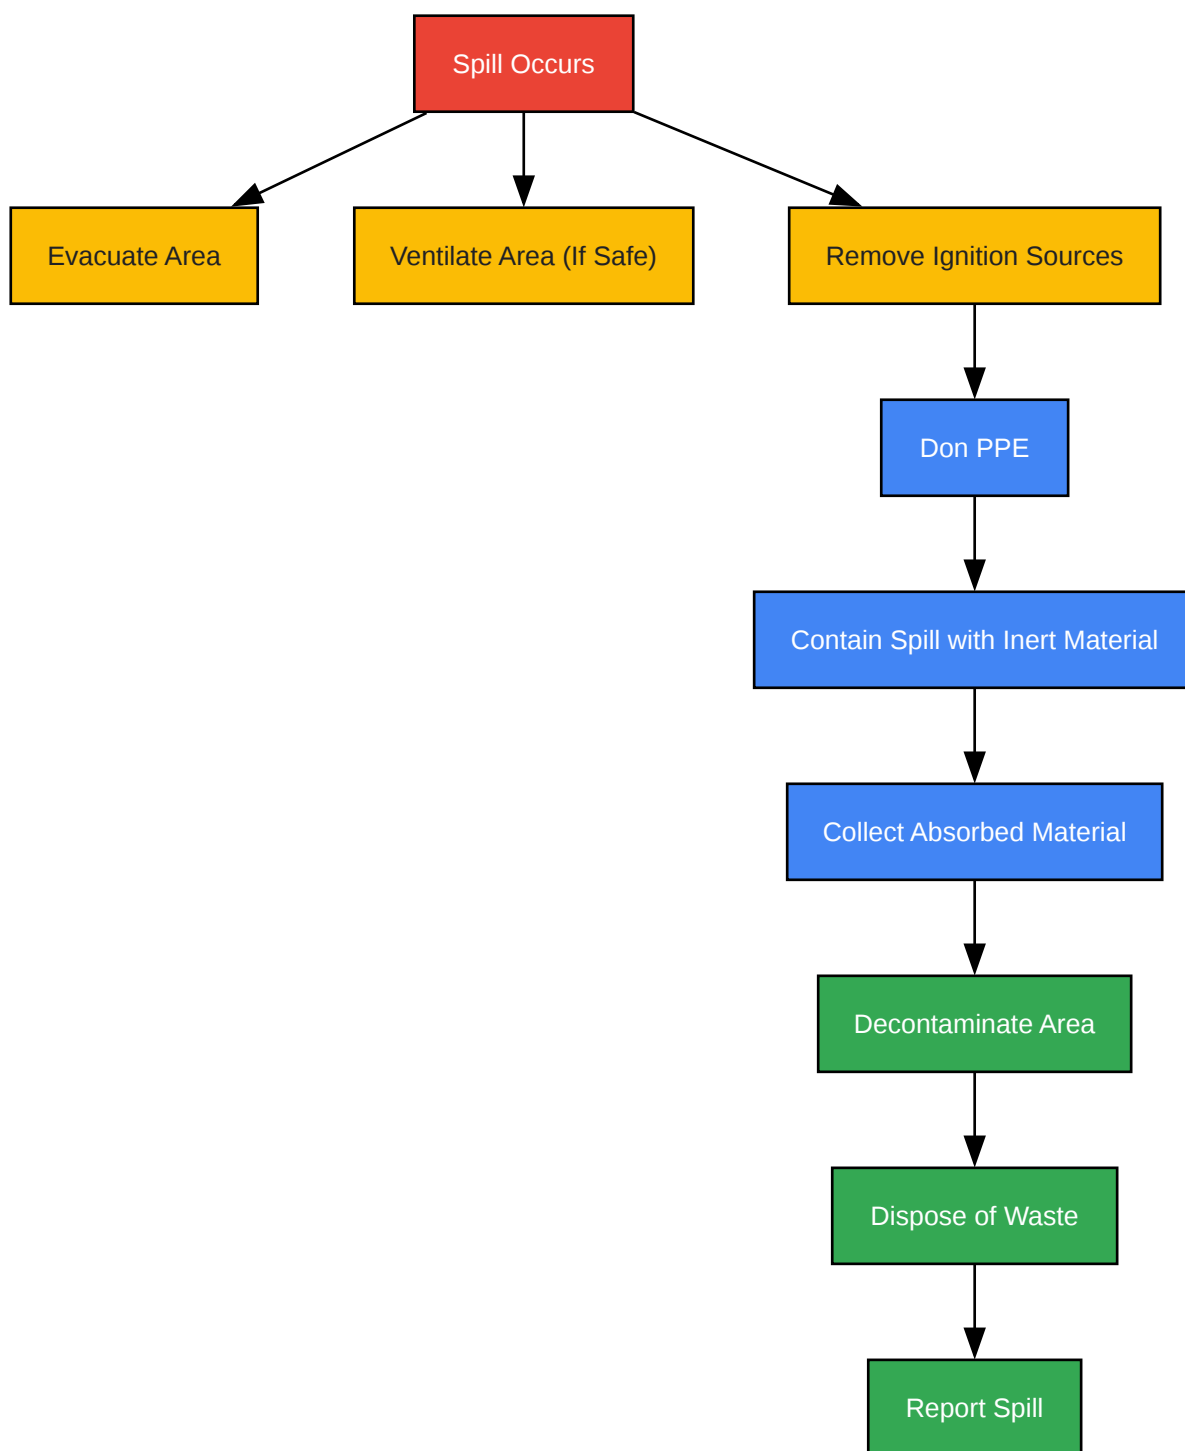 Spill Occurs
Evacuate Area
Ventilate Area (If Safe)
Remove Ignition Sources
Don PPE
Contain Spill with Inert Material
Collect Absorbed Material
Decontaminate Area
Dispose of Waste
Report Spill